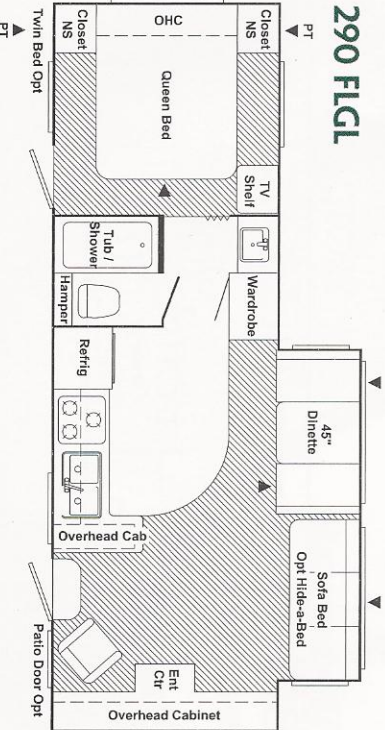 290 FLGL
PT
PT
Twin Bed Opt
Closet
NS
OHC
Closet
NS
Queen Bed
TV
Shelf
Tub /
Shower
Hamper
Wardrobe
Refrig
45"
Dinette
Overhead Cab
Sofa Bed
Opt Hide-a-Bed
Ent
Ctr
Patio Door Opt
Overhead Cabinet